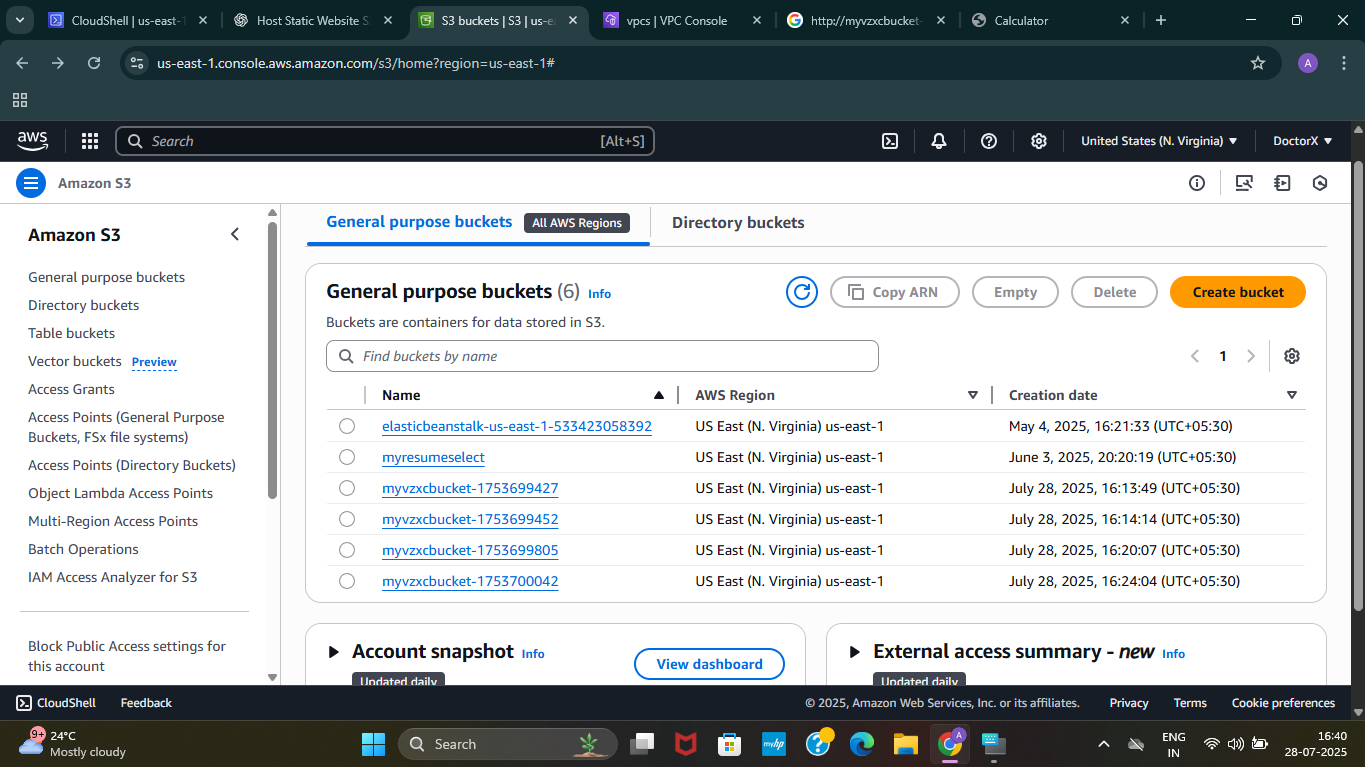 CloudShell | us-east-1
Host Static Website S
S3 buckets | S3 | us-ea
vpcs | VPC Console
http://myvzxcbucket-
Calculator
us-east-1.console.aws.amazon.com/s3/home?region=us-east-1#
A
aws
Search
[Alt+S]
United States (N. Virginia)
DoctorX
Amazon S3
Amazon S3
General purpose buckets
Directory buckets
Table buckets
Vector buckets Preview
Access Grants
Access Points (General Purpose
Buckets, FSx file systems)
Access Points (Directory Buckets)
Object Lambda Access Points
Multi-Region Access Points
Batch Operations
IAM Access Analyzer for S3
Block Public Access settings for
this account
General purpose buckets All AWS Regions
Directory buckets
General purpose buckets (6) Info
Copy ARN
Empty
Delete
Create bucket
Buckets are containers for data stored in S3.
Find buckets by name
1
Name AWS Region Creation date
elasticbeanstalk-us-east-1-533423058392 US East (N. Virginia) us-east-1 May 4, 2025, 16:21:33 (UTC+05:30)
myresumeselect US East (N. Virginia) us-east-1 June 3, 2025, 20:20:19 (UTC+05:30)
myvzxcbucket-1753699427 US East (N. Virginia) us-east-1 July 28, 2025, 16:13:49 (UTC+05:30)
myvzxcbucket-1753699452 US East (N. Virginia) us-east-1 July 28, 2025, 16:14:14 (UTC+05:30)
myvzxcbucket-1753699805 US East (N. Virginia) us-east-1 July 28, 2025, 16:20:07 (UTC+05:30)
myvzxcbucket-1753700042 US East (N. Virginia) us-east-1 July 28, 2025, 16:24:04 (UTC+05:30)
Account snapshot Info
Updated daily
View dashboard
External access summary - new Info
Updated daily
CloudShell
Feedback
© 2025, Amazon Web Services, Inc. or its affiliates.
Privacy
Terms
Cookie preferences
9+
24°C
Mostly cloudy
Search
myhp
A
ENG
IN
16:40
28-07-2025